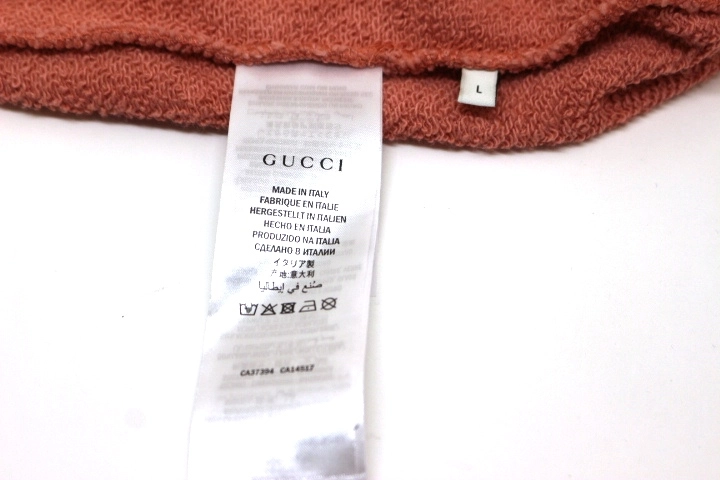 L
GUCCI
MADE IN ITALY
FABRIQUE EN ITALIE
HERGESTELLT IN ITALIEN
HECHO EN ITALIA
PRODUZIDO NA ITALIA
СДЕЛАНО В ИТАЛИИ
イタリア製
产地:意大利
صنع في إيطاليا
CA37394 CA14517